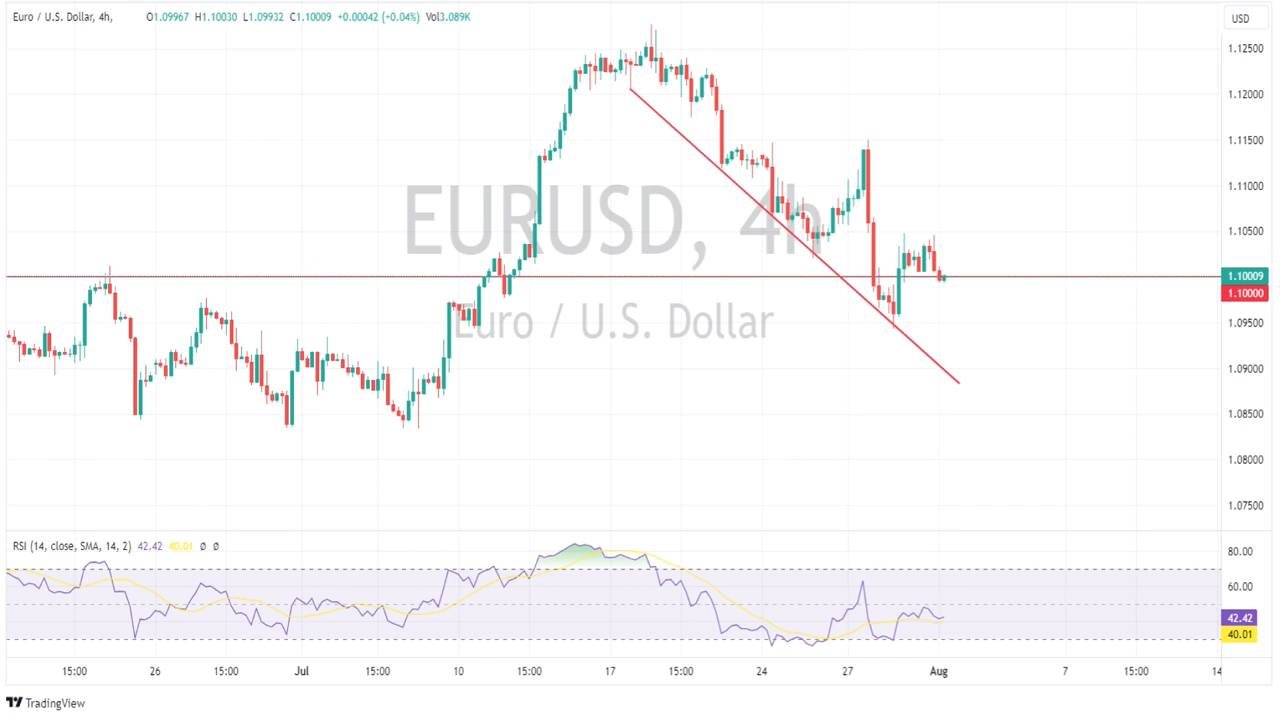 Euro / U.S. Dollar, 4h, O1.09967 H1.10030 L1.09932 C1.10009 +0.00042 (+0.04%) Vol3.089K
USD
1.12500
1.12000
1.11500
1.11000
EURUSD, 4h
1.10500
1.10009
1.10000
Euro / U.S. Dollar
1.09500
1.09000
1.08500
1.08000
1.07500
RSI (14, close, SMA, 14, 2) 42.42 40.01 Ø Ø
80.00
60.00
42.42
40.01
15:00 26 15:00 Jul 15:00 10 15:00 17 15:00 24 27 Aug 7 15:00 14
TradingView